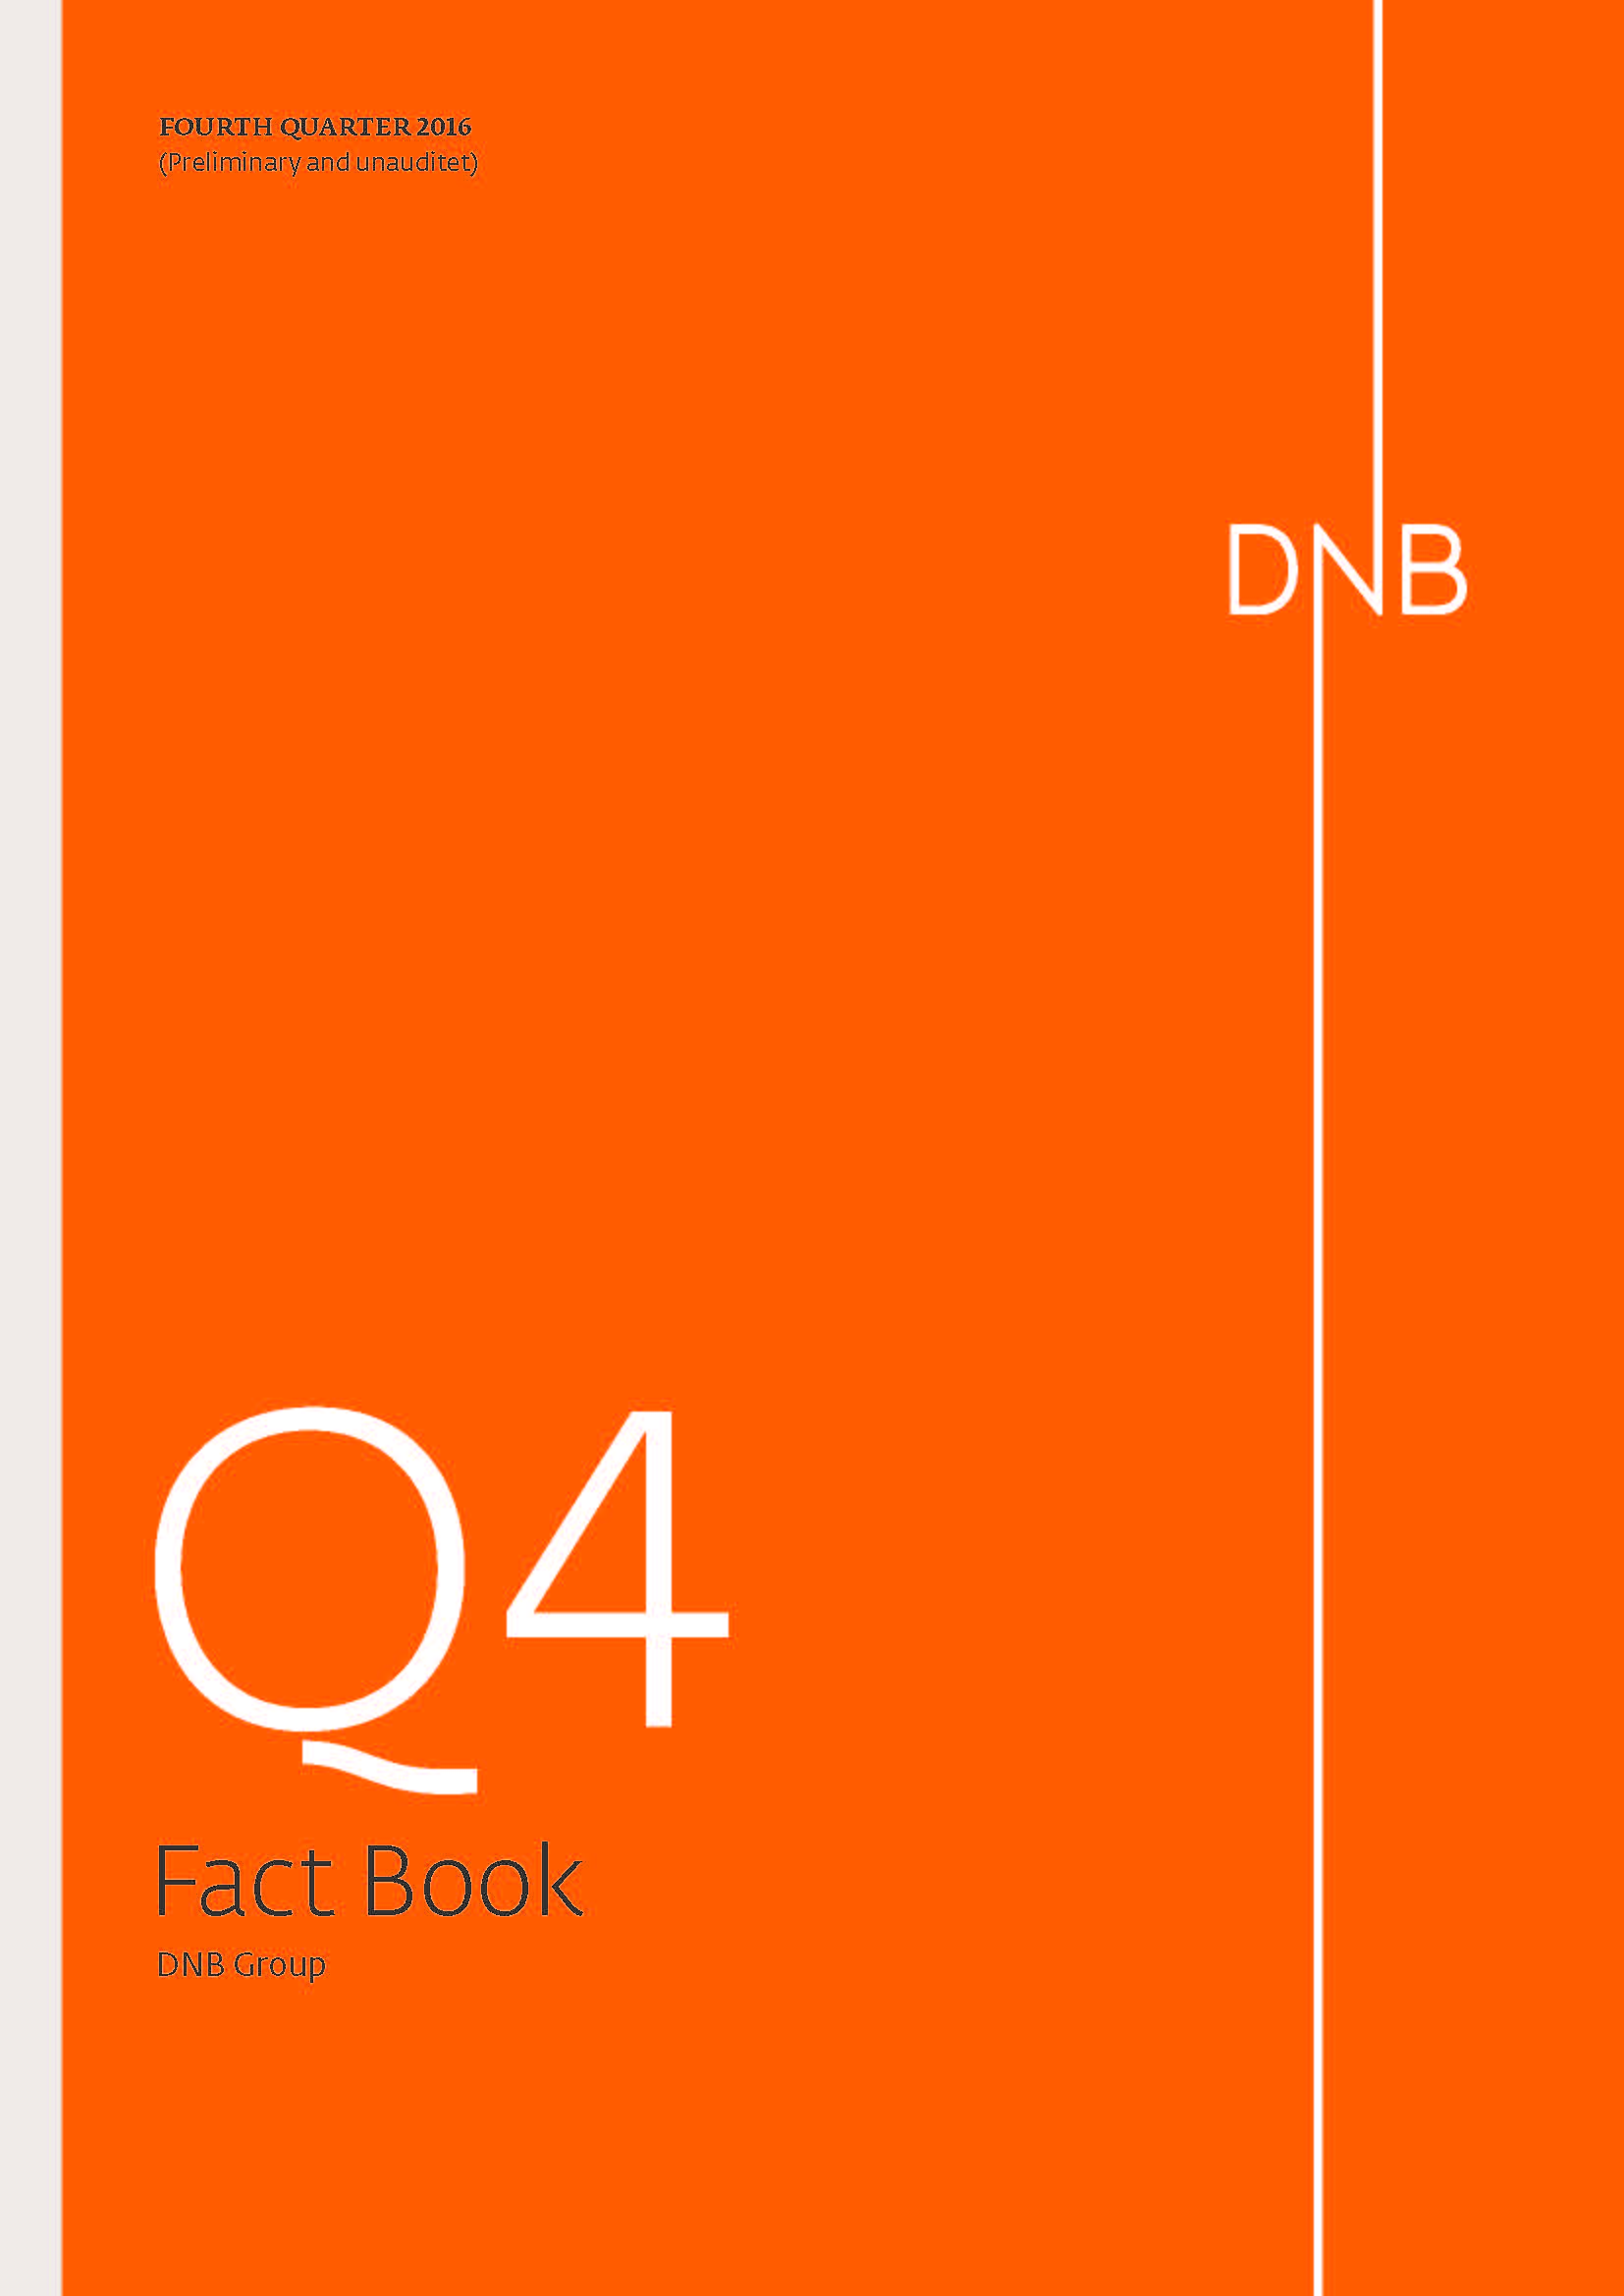 FOURTH QUARTER 2016
(Preliminary and unauditet)
DNB
Q4
Fact Book
DNB Group